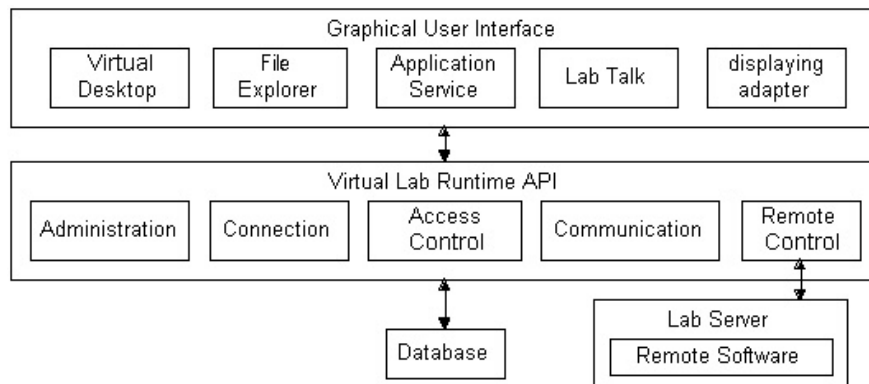 Graphical User Interface
Virtual
Desktop
File
Explorer
Application
Service
Lab Talk
displaying
adapter
Virtual Lab Runtime API
Administration
Connection
Access
Control
Communication
Remote
Control
Database
Lab Server
Remote Software